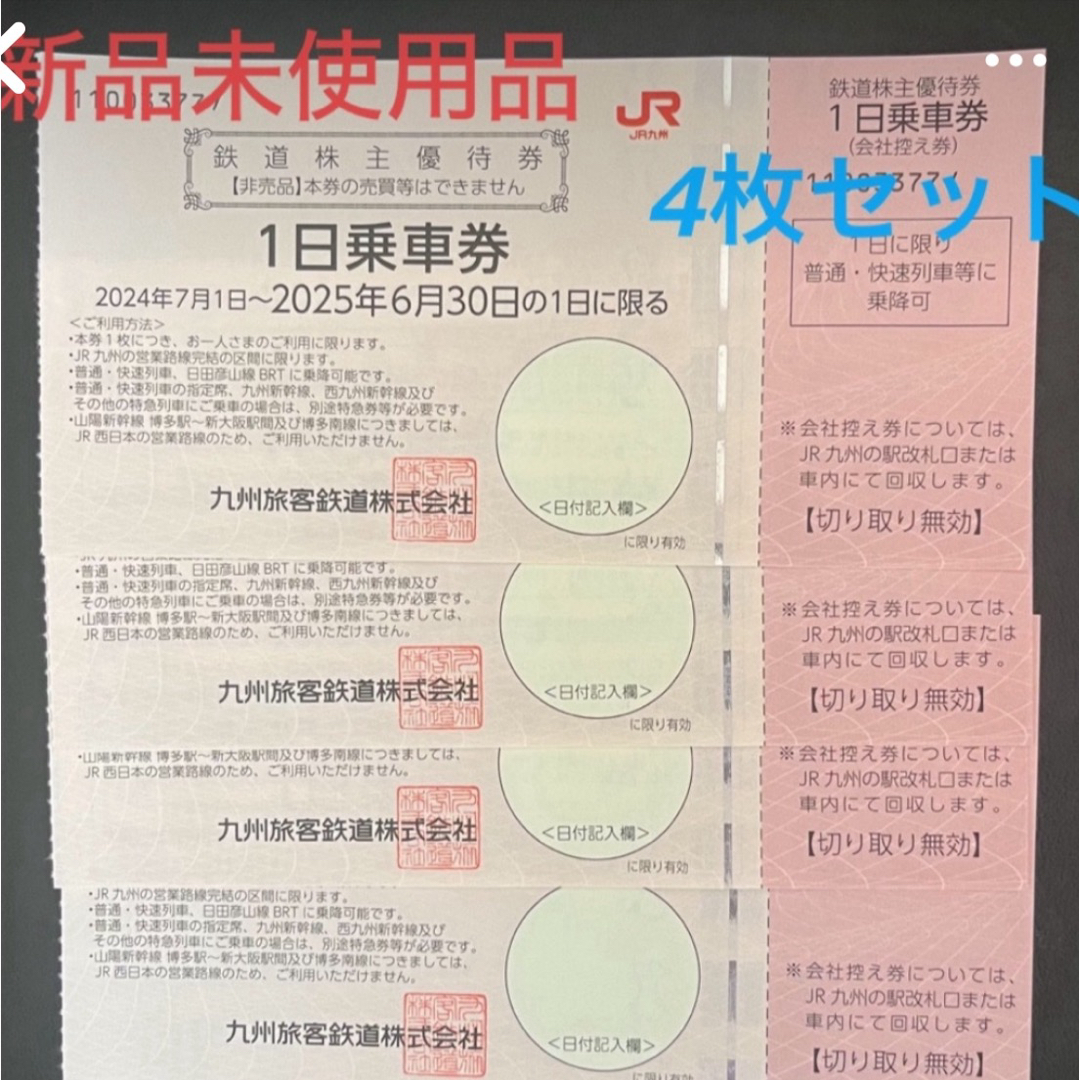 新品未使用品
JR
JR九州
鉄道株主優待券
【非売品】本券の売買等はできません
1日乗車券
2024年7月1日～2025年6月30日の1日に限る
＜ご利用方法＞
・本券1枚につき、お一人さまのご利用に限ります。
・JR九州の営業路線完結の区間に限ります。
・普通・快速列車、日田彦山線BRTに乗降可能です。
・普通・快速列車の指定席、九州新幹線、西九州新幹線及び
その他の特急列車にご乗車の場合は、別途特急券等が必要です。
・山陽新幹線 博多駅～新大阪駅間及び博多南線につきましては、
JR西日本の営業路線のため、ご利用いただけません。
九州旅客鉄道株式会社
＜日付記入欄＞
に限り有効
鉄道株主優待券
1日乗車券
（会社控え券）
4枚セット
1日に限り
普通・快速列車等に
乗降可
※会社控え券については、
JR九州の駅改札口または
車内にて回収します。
【切り取り無効】
・普通・快速列車、日田彦山線BRTに乗降可能です。
・普通・快速列車の指定席、九州新幹線、西九州新幹線及び
その他の特急列車にご乗車の場合は、別途特急券等が必要です。
・山陽新幹線 博多駅～新大阪駅間及び博多南線につきましては、
JR西日本の営業路線のため、ご利用いただけません。
九州旅客鉄道株式会社
＜日付記入欄＞
に限り有効
※会社控え券については、
JR九州の駅改札口または
車内にて回収します。
【切り取り無効】
・山陽新幹線 博多駅～新大阪駅間及び博多南線につきましては、
JR西日本の営業路線のため、ご利用いただけません。
九州旅客鉄道株式会社
＜日付記入欄＞
に限り有効
※会社控え券については、
JR九州の駅改札口または
車内にて回収します。
【切り取り無効】
・JR九州の営業路線完結の区間に限ります。
・普通・快速列車、日田彦山線BRTに乗降可能です。
・普通・快速列車の指定席、九州新幹線、西九州新幹線及び
その他の特急列車にご乗車の場合は、別途特急券等が必要です。
・山陽新幹線 博多駅～新大阪駅間及び博多南線につきましては、
JR西日本の営業路線のため、ご利用いただけません。
九州旅客鉄道株式会社
＜日付記入欄＞
に限り有効
※会社控え券については、
JR九州の駅改札口または
車内にて回収します。
【切り取り無効】